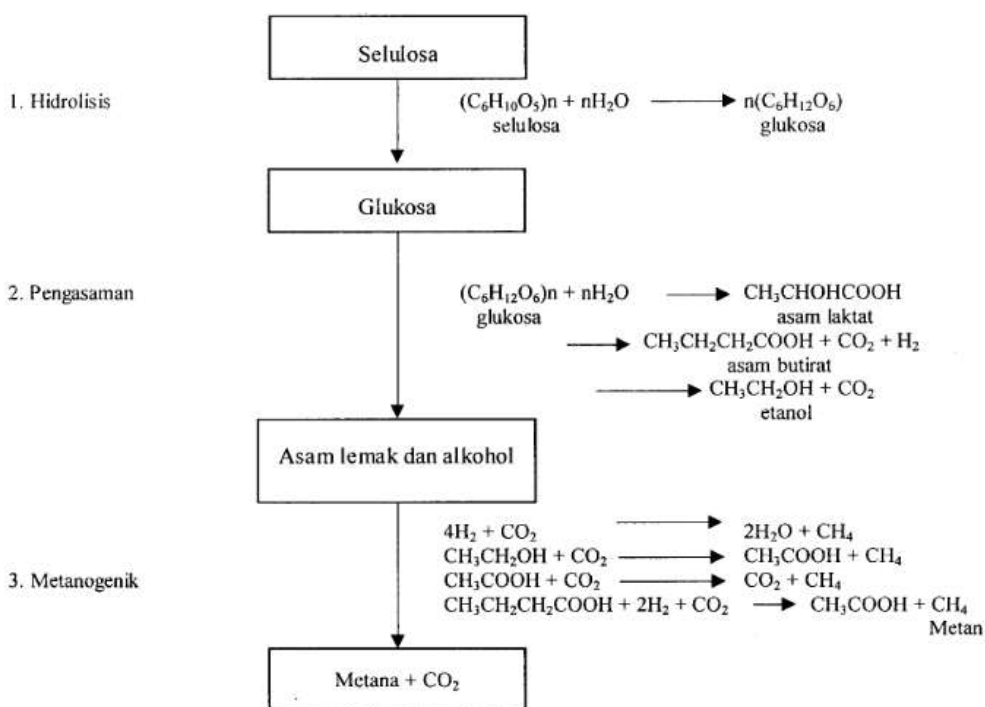 Selulosa
1. Hidrolisis
(C₆H₁₀O₅)n + nH₂O ⟶ n(C₆H₁₂O₆)
selulosa glukosa
Glukosa
2. Pengasaman
(C₆H₁₂O₆)n + nH₂O ⟶ CH₃CHOHCOOH
glukosa asam laktat
⟶ CH₃CH₂CH₂COOH + CO₂ + H₂
asam butirat
⟶ CH₃CH₂OH + CO₂
etanol
Asam lemak dan alkohol
3. Metanogenik
4H₂ + CO₂ ⟶ 2H₂O + CH₄
CH₃CH₂OH + CO₂ ⟶ CH₃COOH + CH₄
CH₃COOH + CO₂ ⟶ CO₂ + CH₄
CH₃CH₂CH₂COOH + 2H₂ + CO₂ ⟶ CH₃COOH + CH₄
Metan
Metana + CO₂